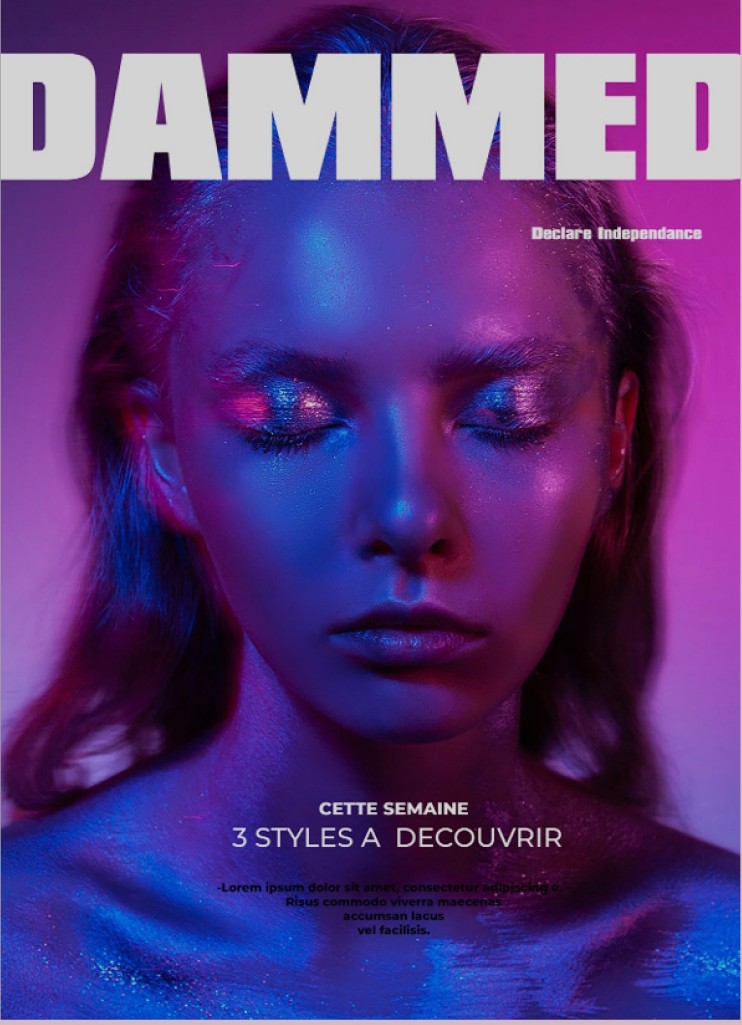 DAMMED
Declare Independance
CETTE SEMAINE
3 STYLES A DECOUVRIR
-Lorem ipsum dolor sit amet, consectetur adipiscing e.
Risus commodo viverra maecenas
accumsan lacus
vel facilisis.